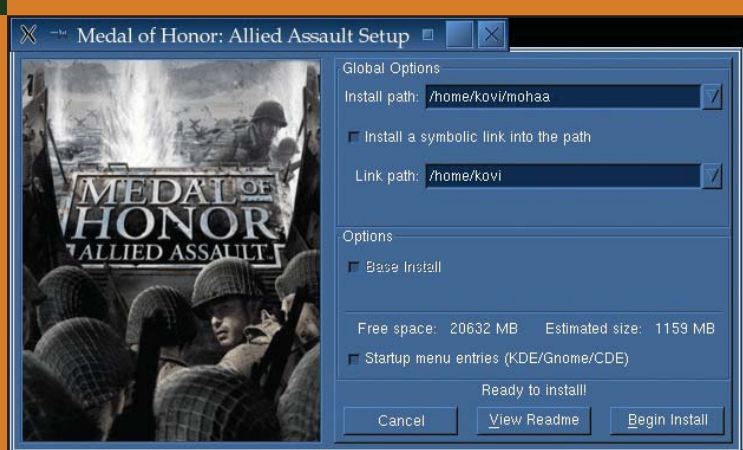 Medal of Honor: Allied Assault Setup
MEDAL OF
HONOR
ALLIED ASSAULT
Global Options
Install path: /home/kovi/mohaa
Install a symbolic link into the path
Link path: /home/kovi
Options
Base Install
Free space: 20632 MB Estimated size: 1159 MB
Startup menu entries (KDE/Gnome/CDE)
Ready to install!
Cancel View Readme Begin Install